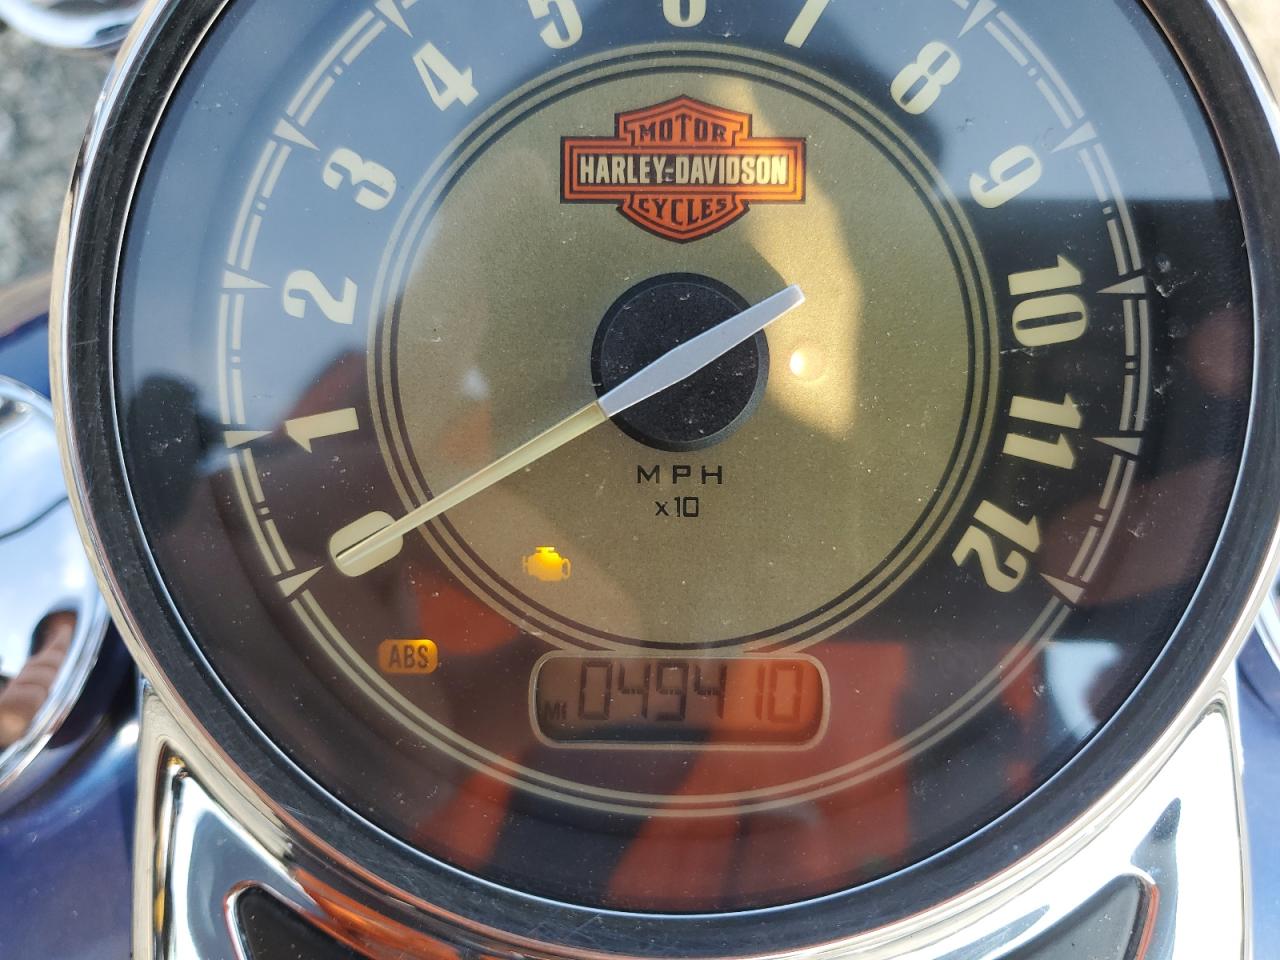 4
5
6
7
8
3
9
2
10
1
11
0
12
MOTOR
HARLEY-DAVIDSON
CYCLES
MPH
x10
ABS
MI 049410